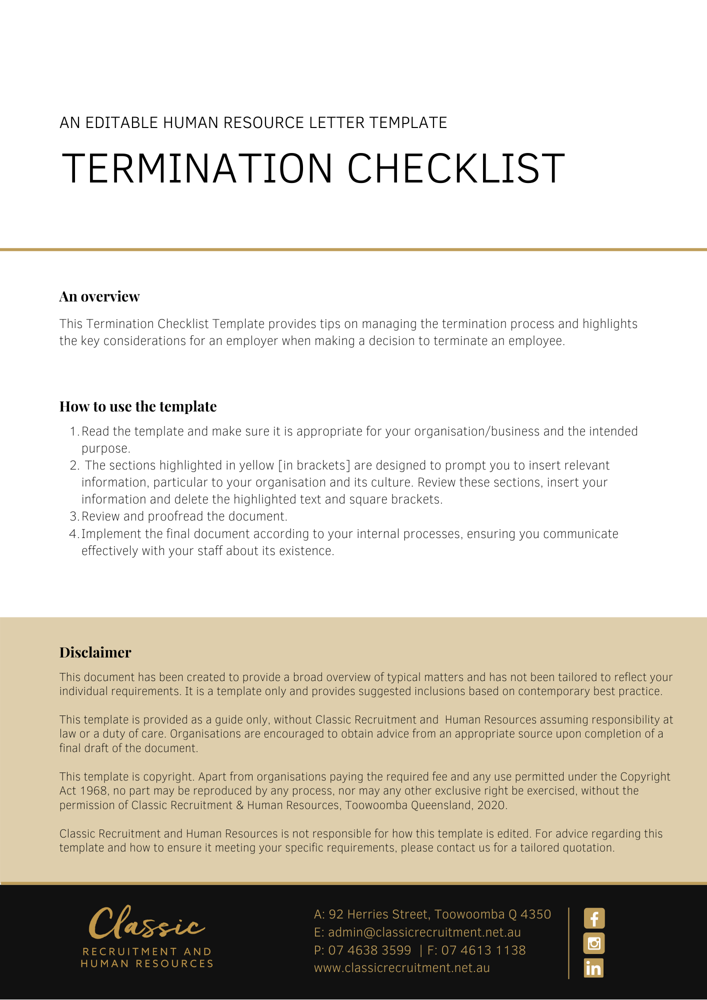 AN EDITABLE HUMAN RESOURCE LETTER TEMPLATE
TERMINATION CHECKLIST
An overview
This Termination Checklist Template provides tips on managing the termination process and highlights
the key considerations for an employer when making a decision to terminate an employee.
How to use the template
1. Read the template and make sure it is appropriate for your organisation/business and the intended
purpose.
2. The sections highlighted in yellow [in brackets] are designed to prompt you to insert relevant
information, particular to your organisation and its culture. Review these sections, insert your
information and delete the highlighted text and square brackets.
3. Review and proofread the document.
4. Implement the final document according to your internal processes, ensuring you communicate
effectively with your staff about its existence.
Disclaimer
This document has been created to provide a broad overview of typical matters and has not been tailored to reflect your
individual requirements. It is a template only and provides suggested inclusions based on contemporary best practice.
This template is provided as a guide only, without Classic Recruitment and Human Resources assuming responsibility at
law or a duty of care. Organisations are encouraged to obtain advice from an appropriate source upon completion of a
final draft of the document.
This template is copyright. Apart from organisations paying the required fee and any use permitted under the Copyright
Act 1968, no part may be reproduced by any process, nor may any other exclusive right be exercised, without the
permission of Classic Recruitment & Human Resources, Toowoomba Queensland, 2020.
Classic Recruitment and Human Resources is not responsible for how this template is edited. For advice regarding this
template and how to ensure it meeting your specific requirements, please contact us for a tailored quotation.
Classic
RECRUITMENT AND
HUMAN RESOURCES
A: 92 Herries Street, Toowoomba Q 4350
E: admin@classicrecruitment.net.au
P: 07 4638 3599 | F: 07 4613 1138
www.classicrecruitment.net.au